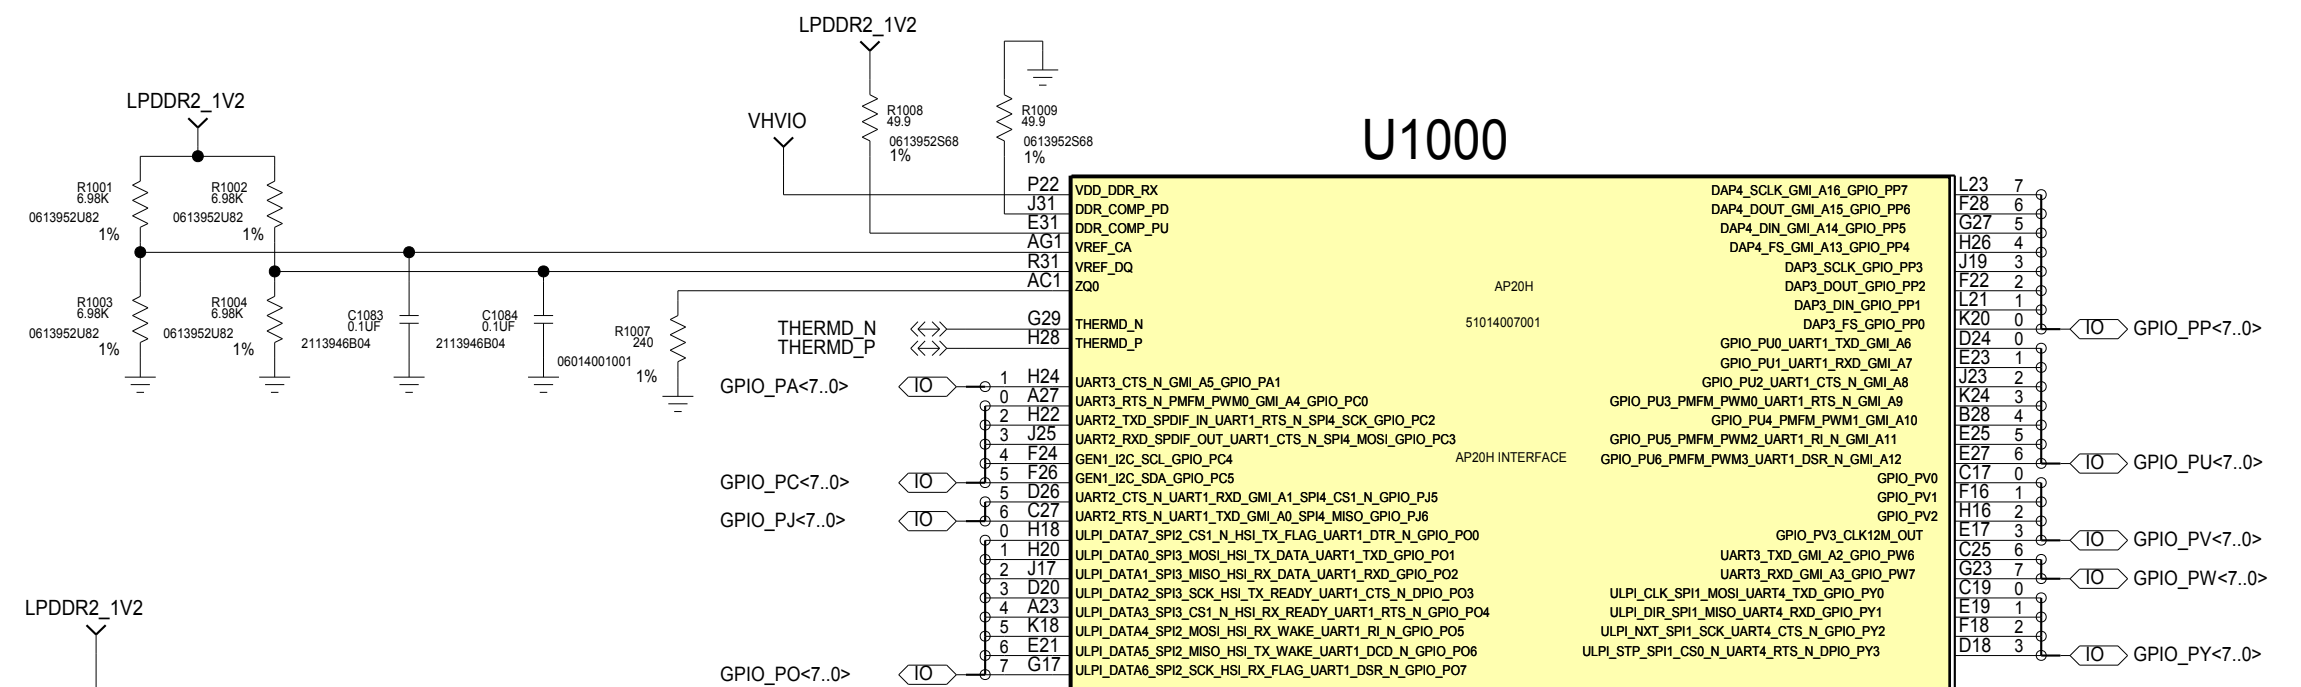 LPDDR2_1V2
LPDDR2_1V2
VHVIO
R1008
49.9
0613952S68
1%
R1009
49.9
0613952S68
1%
U1000
R1001
6.98K
0613952U82
1%
R1002
6.98K
0613952U82
1%
R1003
6.98K
0613952U82
1%
R1004
6.98K
0613952U82
1%
C1083
0.1UF
2113946B04
C1084
0.1UF
2113946B04
R1007
240
06014001001
1%
P22 VDD_DDR_RX
J31 DDR_COMP_PD
E31 DDR_COMP_PU
AG1 VREF_CA
R31 VREF_DQ
AC1 ZQ0
THERMD_N G29 THERMD_N
THERMD_P H28 THERMD_P
GPIO_PA<7..0> IO 1 H24 UART3_CTS_N_GMI_A5_GPIO_PA1
0 A27 UART3_RTS_N_PMFM_PWM0_GMI_A4_GPIO_PC0
2 H22 UART2_TXD_SPDIF_IN_UART1_RTS_N_SPI4_SCK_GPIO_PC2
3 J25 UART2_RXD_SPDIF_OUT_UART1_CTS_N_SPI4_MOSI_GPIO_PC3
4 F24 GEN1_I2C_SCL_GPIO_PC4
GPIO_PC<7..0> IO 5 F26 GEN1_I2C_SDA_GPIO_PC5
5 D26 UART2_CTS_N_UART1_RXD_GMI_A1_SPI4_CS1_N_GPIO_PJ5
GPIO_PJ<7..0> IO 6 C27 UART2_RTS_N_UART1_TXD_GMI_A0_SPI4_MISO_GPIO_PJ6
0 H18 ULPI_DATA7_SPI2_CS1_N_HSI_TX_FLAG_UART1_DTR_N_GPIO_PO0
1 H20 ULPI_DATA0_SPI3_MOSI_HSI_TX_DATA_UART1_TXD_GPIO_PO1
2 J17 ULPI_DATA1_SPI3_MISO_HSI_RX_DATA_UART1_RXD_GPIO_PO2
3 D20 ULPI_DATA2_SPI3_SCK_HSI_TX_READY_UART1_CTS_N_DPIO_PO3
4 A23 ULPI_DATA3_SPI3_CS1_N_HSI_RX_READY_UART1_RTS_N_GPIO_PO4
5 K18 ULPI_DATA4_SPI2_MOSI_HSI_RX_WAKE_UART1_RI_N_GPIO_PO5
6 E21 ULPI_DATA5_SPI2_MISO_HSI_TX_WAKE_UART1_DCD_N_GPIO_PO6
GPIO_PO<7..0> IO 7 G17 ULPI_DATA6_SPI2_SCK_HSI_RX_FLAG_UART1_DSR_N_GPIO_PO7
LPDDR2_1V2
AP20H
51014007001
AP20H INTERFACE
DAP4_SCLK_GMI_A16_GPIO_PP7 L23 7
DAP4_DOUT_GMI_A15_GPIO_PP6 F28 6
DAP4_DIN_GMI_A14_GPIO_PP5 G27 5
DAP4_FS_GMI_A13_GPIO_PP4 H26 4
DAP3_SCLK_GPIO_PP3 J19 3
DAP3_DOUT_GPIO_PP2 F22 2
DAP3_DIN_GPIO_PP1 L21 1
DAP3_FS_GPIO_PP0 K20 0 IO GPIO_PP<7..0>
GPIO_PU0_UART1_TXD_GMI_A6 D24 0
GPIO_PU1_UART1_RXD_GMI_A7 E23 1
GPIO_PU2_UART1_CTS_N_GMI_A8 J23 2
GPIO_PU3_PMFM_PWM0_UART1_RTS_N_GMI_A9 K24 3
GPIO_PU4_PMFM_PWM1_GMI_A10 B28 4
GPIO_PU5_PMFM_PWM2_UART1_RI_N_GMI_A11 E25 5
GPIO_PU6_PMFM_PWM3_UART1_DSR_N_GMI_A12 E27 6 IO GPIO_PU<7..0>
GPIO_PV0 C17 0
GPIO_PV1 F16 1
GPIO_PV2 H16 2
GPIO_PV3_CLK12M_OUT E17 3 IO GPIO_PV<7..0>
UART3_TXD_GMI_A2_GPIO_PW6 C25 6
UART3_RXD_GMI_A3_GPIO_PW7 G23 7 IO GPIO_PW<7..0>
ULPI_CLK_SPI1_MOSI_UART4_TXD_GPIO_PY0 C19 0
ULPI_DIR_SPI1_MISO_UART4_RXD_GPIO_PY1 E19 1
ULPI_NXT_SPI1_SCK_UART4_CTS_N_GPIO_PY2 F18 2
ULPI_STP_SPI1_CS0_N_UART4_RTS_N_DPIO_PY3 D18 3 IO GPIO_PY<7..0>